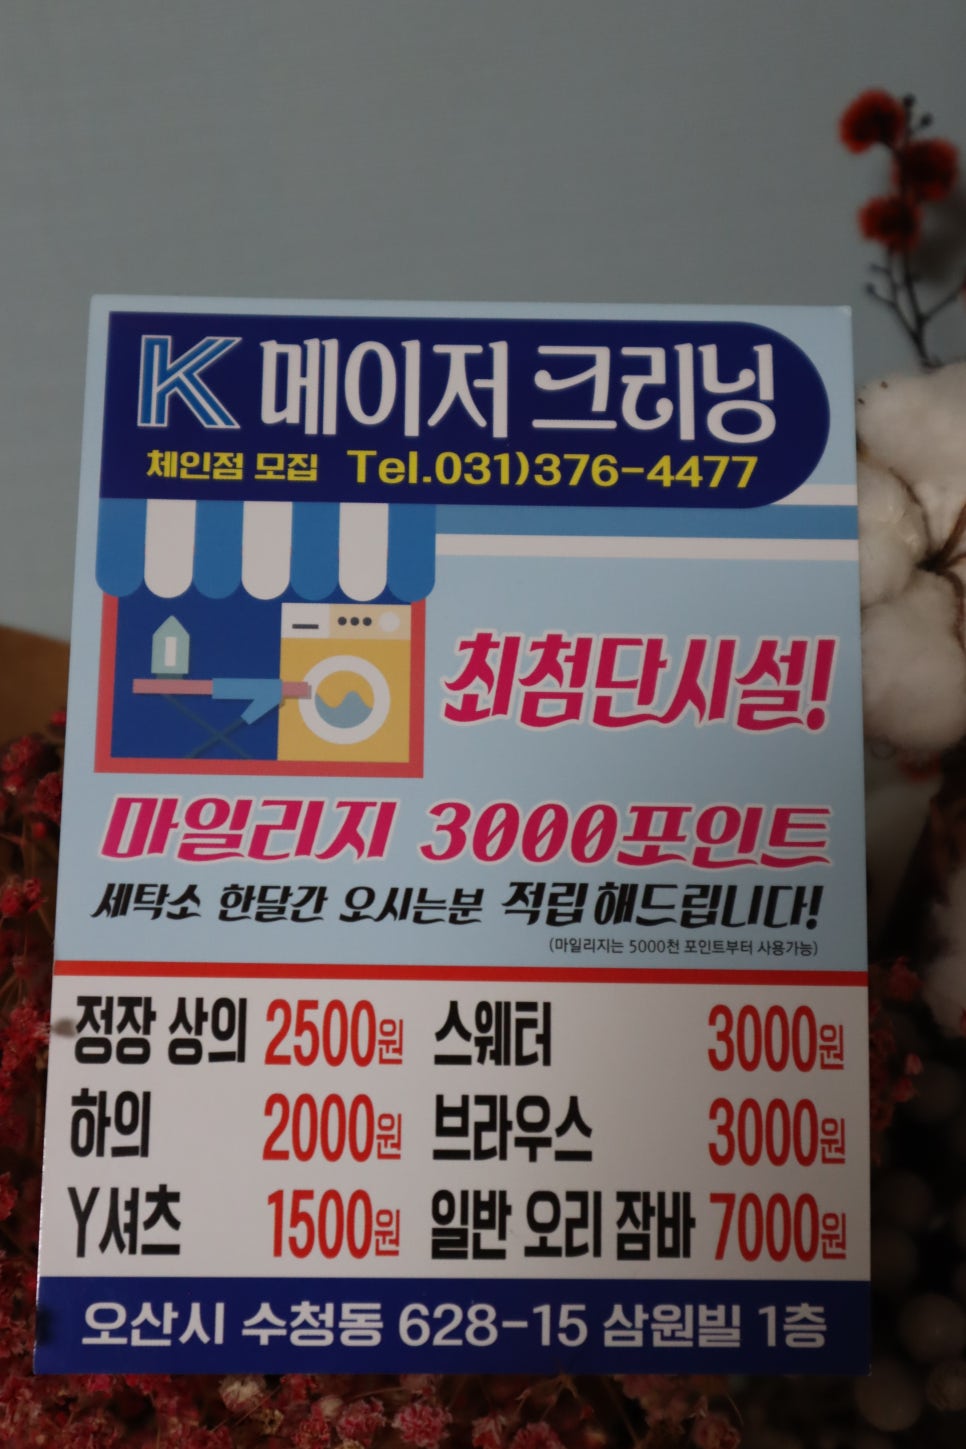 K 메이저 크리닝
체인점 모집 Tel.031)376-4477
최첨단시설!
마일리지 3000포인트
세탁소 한달간 오시는분 적립해드립니다!
(마일리지는 5000천 포인트부터 사용가능)
정장 상의 2500원 스웨터 3000원
하의 2000원 브라우스 3000원
Y셔츠 1500원 일반 오리 잠바 7000원
오산시 수청동 628-15 삼원빌 1층